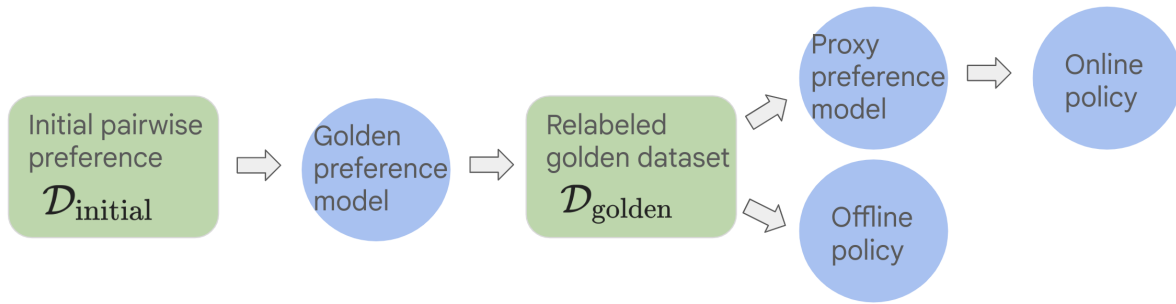 Initial pairwise
preference
𝒟initial
Golden
preference
model
Relabeled
golden dataset
𝒟golden
Proxy
preference
model
Online
policy
Offline
policy